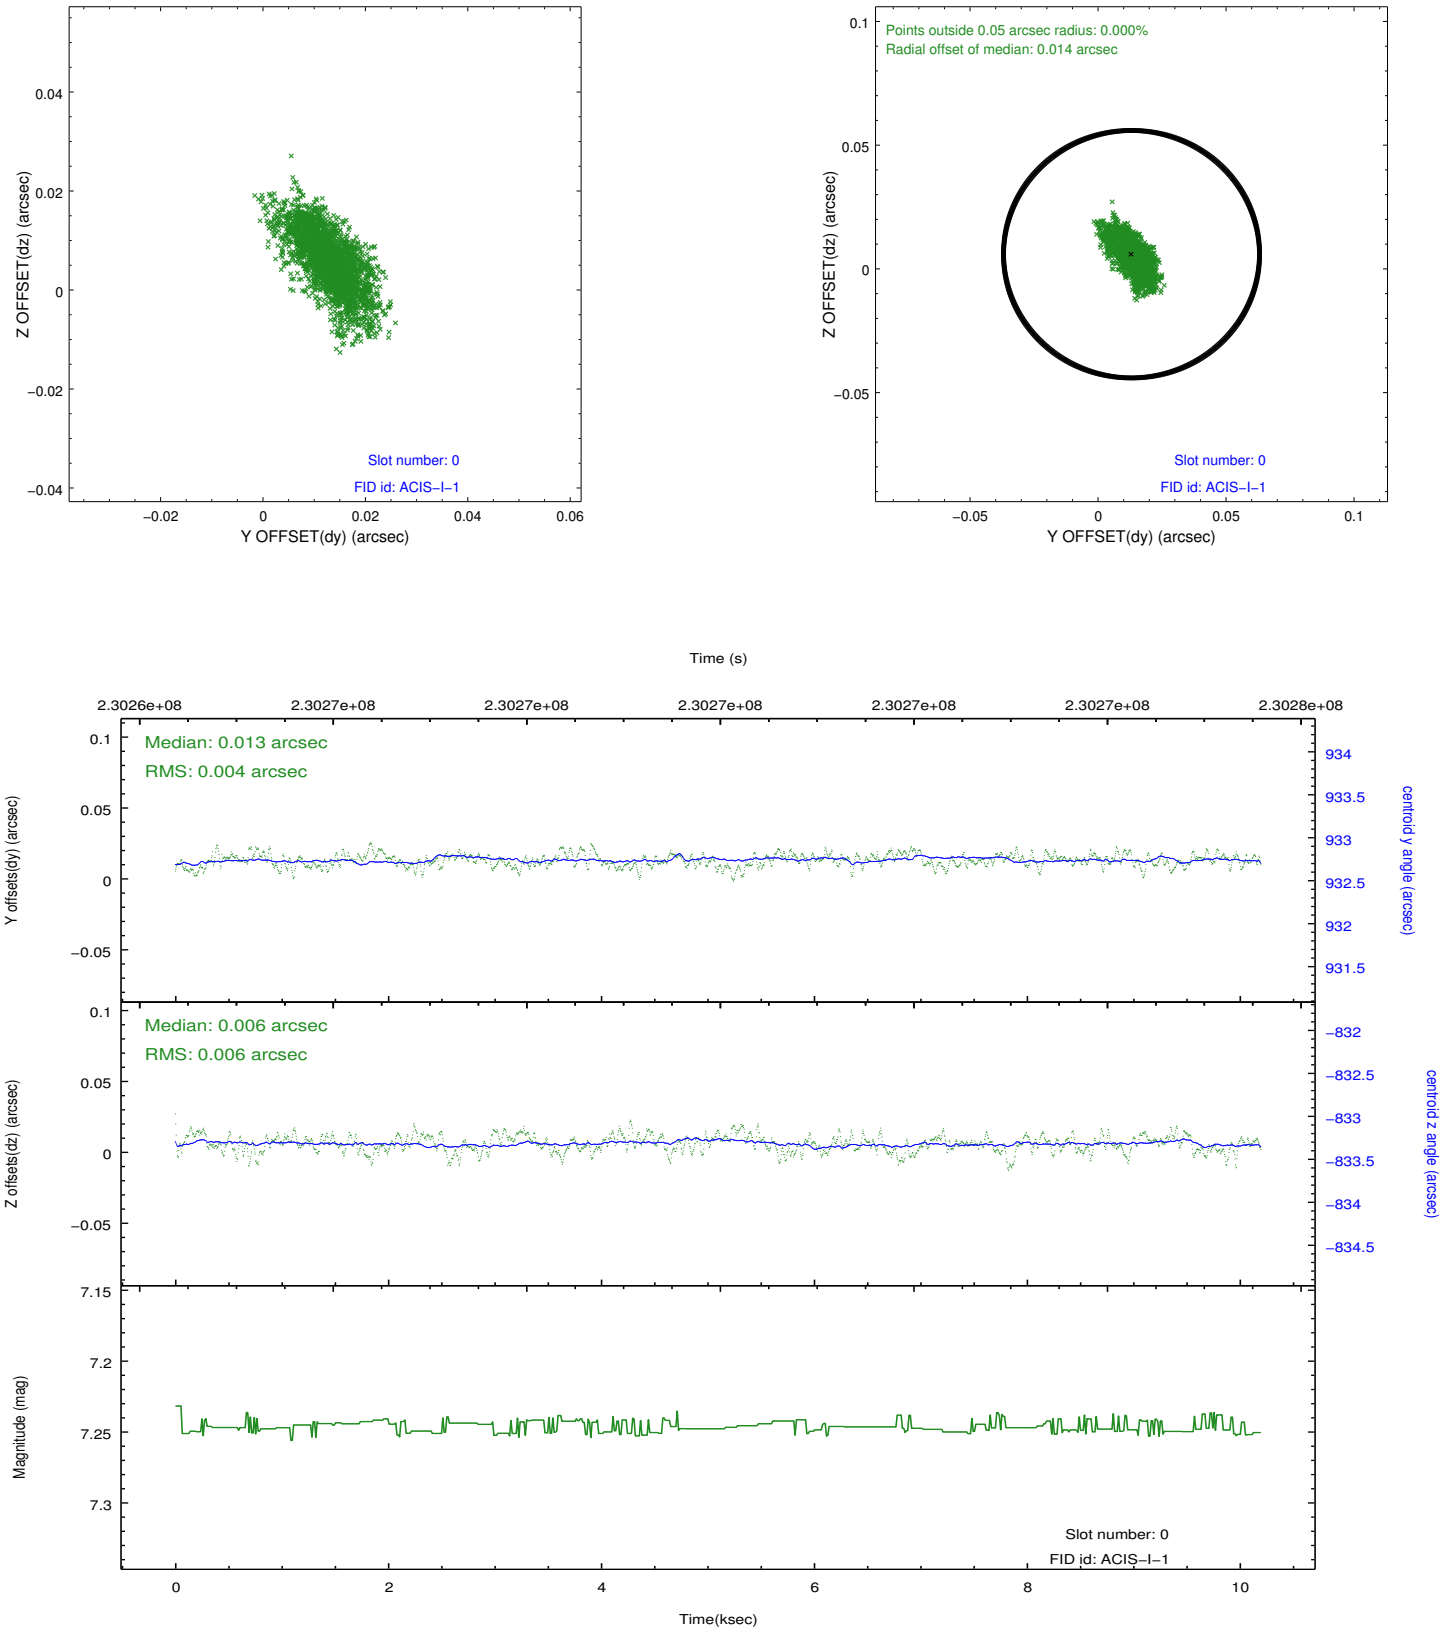 0.04
0.02
0
−0.02
−0.04
Z OFFSET(dz) (arcsec)
Slot number: 0
FID id: ACIS−I−1
−0.02 0 0.02 0.04 0.06
Y OFFSET(dy) (arcsec)
Points outside 0.05 arcsec radius: 0.000%
Radial offset of median: 0.014 arcsec
0.1
0.05
0
−0.05
Z OFFSET(dz) (arcsec)
Slot number: 0
FID id: ACIS−I−1
−0.05 0 0.05 0.1
Y OFFSET(dy) (arcsec)
Time (s)
2.3026e+08 2.3027e+08 2.3027e+08 2.3027e+08 2.3027e+08 2.3027e+08 2.3028e+08
Median: 0.013 arcsec
RMS: 0.004 arcsec
0.1
0.05
0
−0.05
Y offsets(dy) (arcsec)
934
933.5
933
932.5
932
931.5
centroid y angle (arcsec)
Median: 0.006 arcsec
RMS: 0.006 arcsec
0.1
0.05
0
−0.05
Z offsets(dz) (arcsec)
−832
−832.5
−833
−833.5
−834
−834.5
centroid z angle (arcsec)
7.15
7.2
7.25
7.3
Magnitude (mag)
Slot number: 0
FID id: ACIS−I−1
0 2 4 6 8 10
Time(ksec)